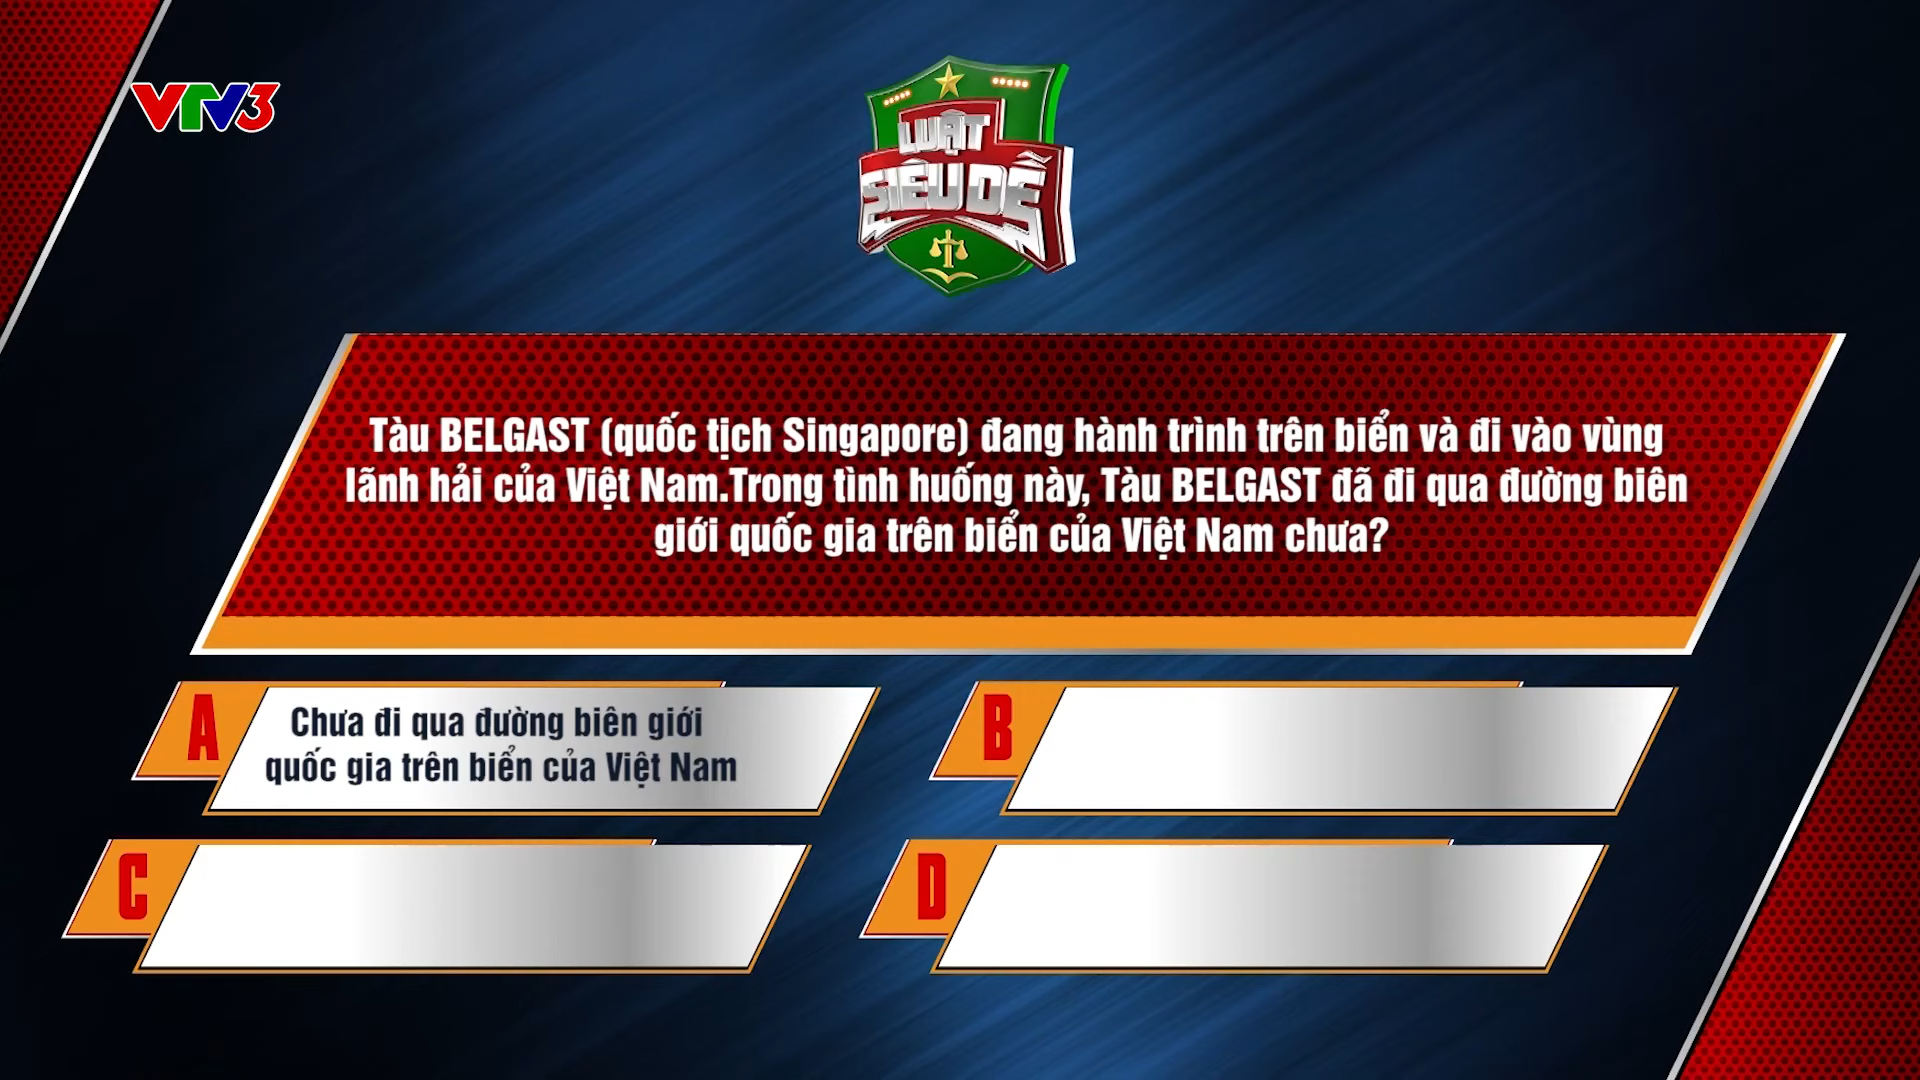 VTV3
LUẬT
SIÊU DỄ
Tàu BELGAST (quốc tịch Singapore) đang hành trình trên biển và đi vào vùng
lãnh hải của Việt Nam.Trong tình huống này, Tàu BELGAST đã đi qua đường biên
giới quốc gia trên biển của Việt Nam chưa?
A
Chưa đi qua đường biên giới
quốc gia trên biển của Việt Nam
B
C
D